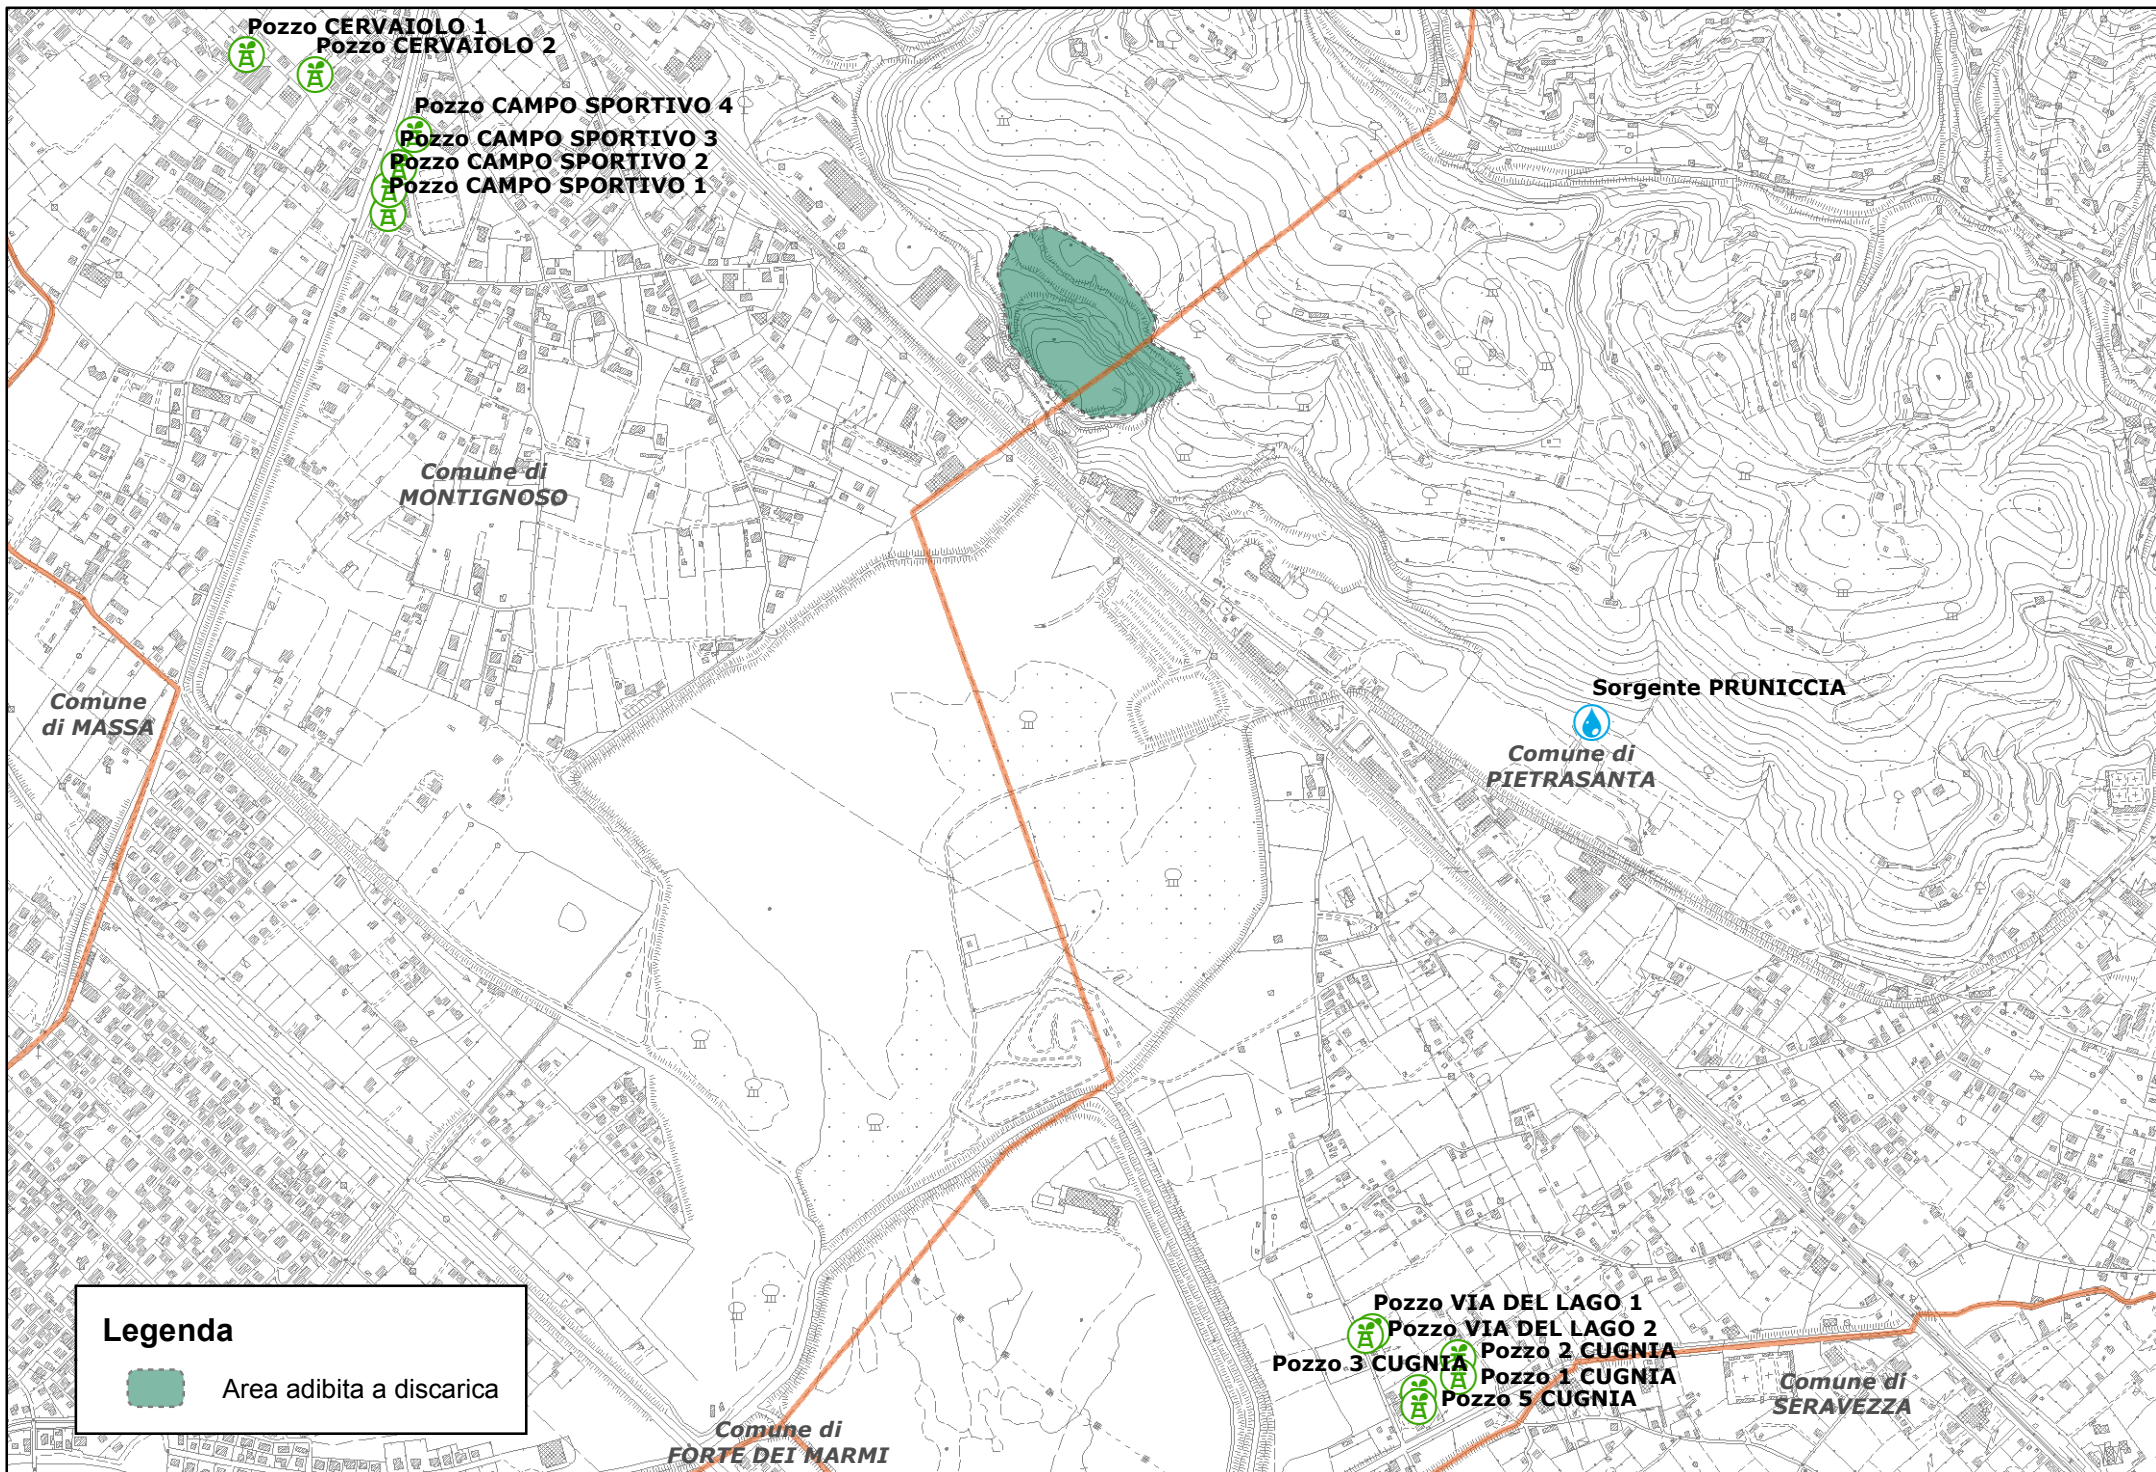 Pozzo CERVAIOLO 1
Pozzo CERVAIOLO 2
Pozzo CAMPO SPORTIVO 4
Pozzo CAMPO SPORTIVO 3
Pozzo CAMPO SPORTIVO 2
Pozzo CAMPO SPORTIVO 1
Comune di
MONTIGNOSO
Comune
di MASSA
Sorgente PRUNICCIA
Comune di
PIETRASANTA
Pozzo VIA DEL LAGO 1
Pozzo VIA DEL LAGO 2
Pozzo 2 CUGNIA
Pozzo 3 CUGNIA
Pozzo 1 CUGNIA
Pozzo 5 CUGNIA
Comune di
SERAVEZZA
Comune di
FORTE DEI MARMI
Legenda
Area adibita a discarica